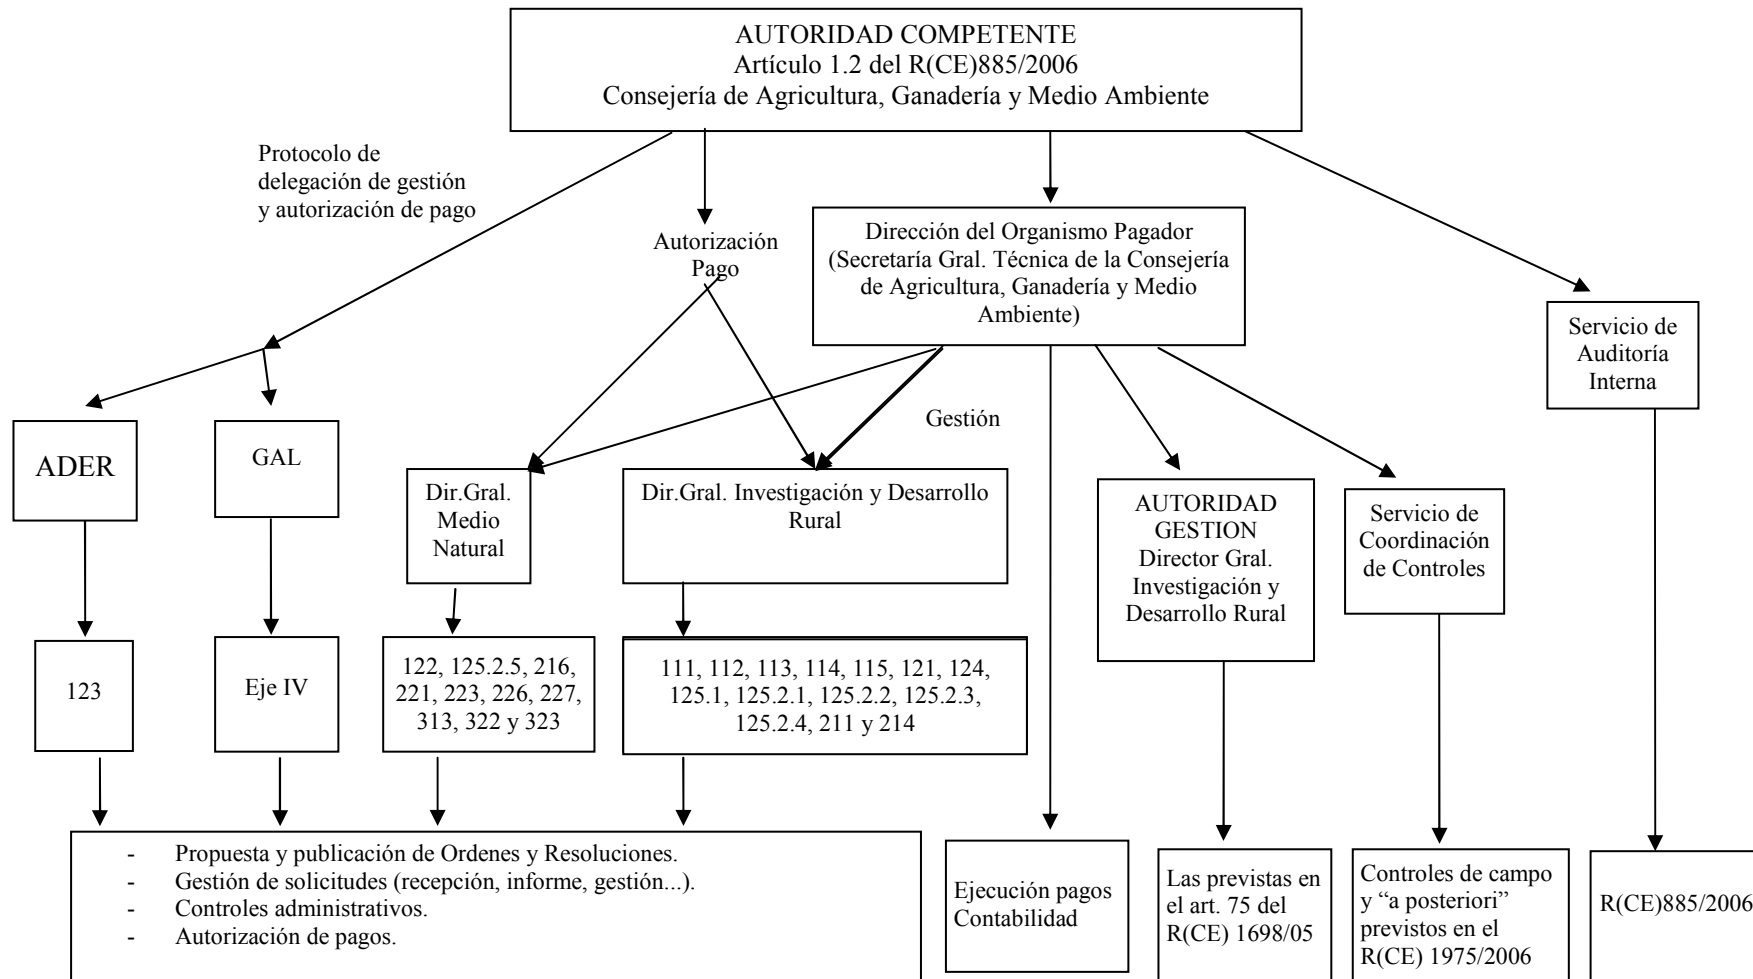 AUTORIDAD COMPETENTE
Artículo 1.2 del R(CE)885/2006
Consejería de Agricultura, Ganadería y Medio Ambiente
Protocolo de
delegación de gestión
y autorización de pago
Autorización
Pago
Dirección del Organismo Pagador
(Secretaría Gral. Técnica de la Consejería
de Agricultura, Ganadería y Medio
Ambiente)
Servicio de
Auditoría
Interna
Gestión
ADER
GAL
Dir.Gral.
Medio
Natural
Dir.Gral. Investigación y Desarrollo
Rural
AUTORIDAD
GESTION
Director Gral.
Investigación y
Desarrollo Rural
Servicio de
Coordinación
de Controles
123
Eje IV
122, 125.2.5, 216,
221, 223, 226, 227,
313, 322 y 323
111, 112, 113, 114, 115, 121, 124,
125.1, 125.2.1, 125.2.2, 125.2.3,
125.2.4, 211 y 214
- Propuesta y publicación de Ordenes y Resoluciones.
- Gestión de solicitudes (recepción, informe, gestión...).
- Controles administrativos.
- Autorización de pagos.
Ejecución pagos
Contabilidad
Las previstas en
el art. 75 del
R(CE) 1698/05
Controles de campo
y “a posteriori”
previstos en el
R(CE) 1975/2006
R(CE)885/2006